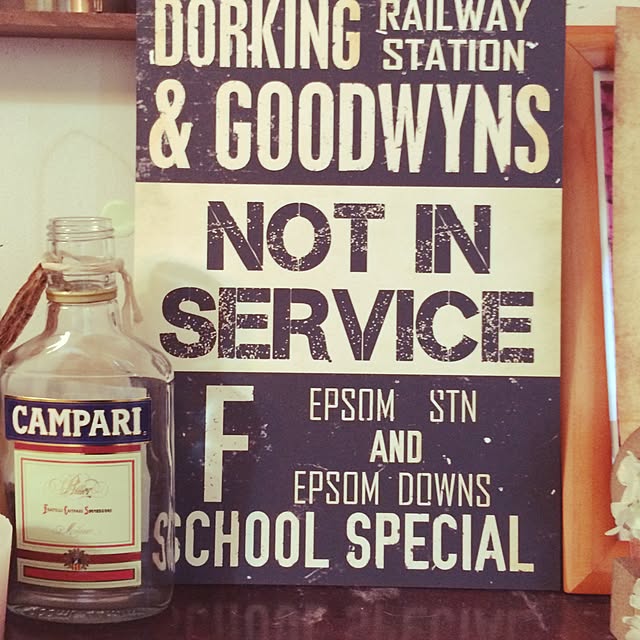 DORKING RAILWAY
STATION
& GOODWYNS
NOT IN
SERVICE
F EPSOM STN
AND
EPSOM DOWNS
SCHOOL SPECIAL
CAMPARI